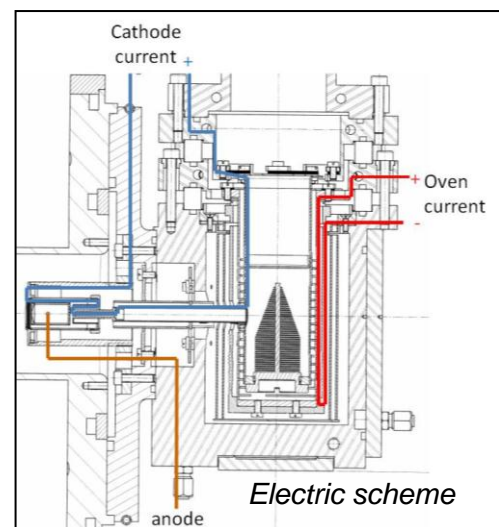 Cathode
current
+
-
+
Oven
current
-
Electric scheme
anode